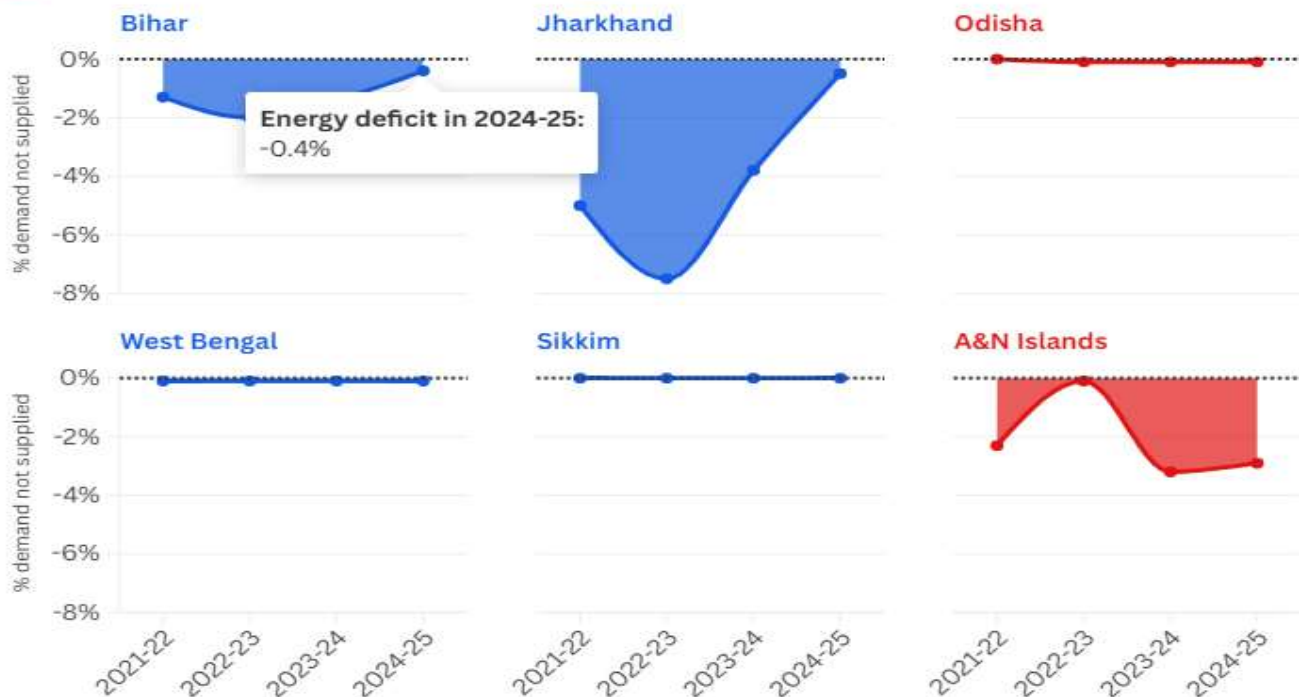 Bihar
Jharkhand
Odisha
% demand not supplied
0%
-2%
-4%
-6%
-8%
Energy deficit in 2024-25:
-0.4%
West Bengal
Sikkim
A&N Islands
% demand not supplied
0%
-2%
-4%
-6%
-8%
2021-22
2022-23
2023-24
2024-25
2021-22
2022-23
2023-24
2024-25
2021-22
2022-23
2023-24
2024-25